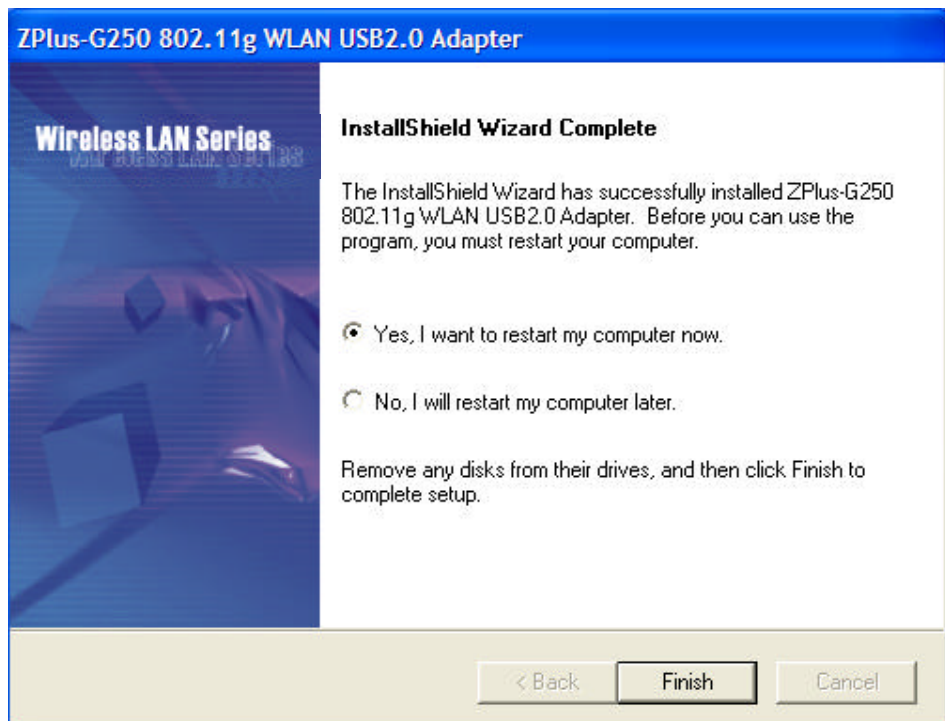 ZPlus-G250 802.11g WLAN USB2.0 Adapter
Wireless LAN Series
InstallShield Wizard Complete
The InstallShield Wizard has successfully installed ZPlus-G250
802.11g WLAN USB2.0 Adapter.  Before you can use the
program, you must restart your computer.
Yes, I want to restart my computer now.
No, I will restart my computer later.
Remove any disks from their drives, and then click Finish to
complete setup.
< Back
Finish
Cancel